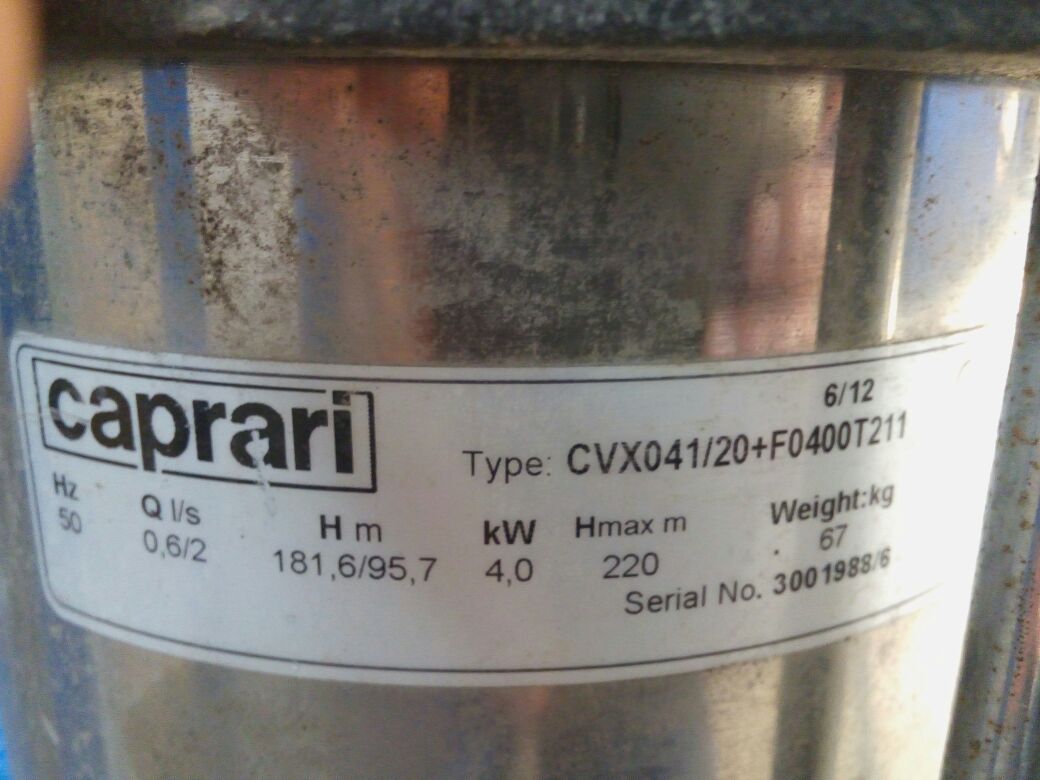 caprari
6/12
Type: CVX041/20+F0400T211
Hz Q l/s H m kW Hmax m Weight:kg
50 0,6/2 181,6/95,7 4,0 220 67
Serial No. 3001988/6